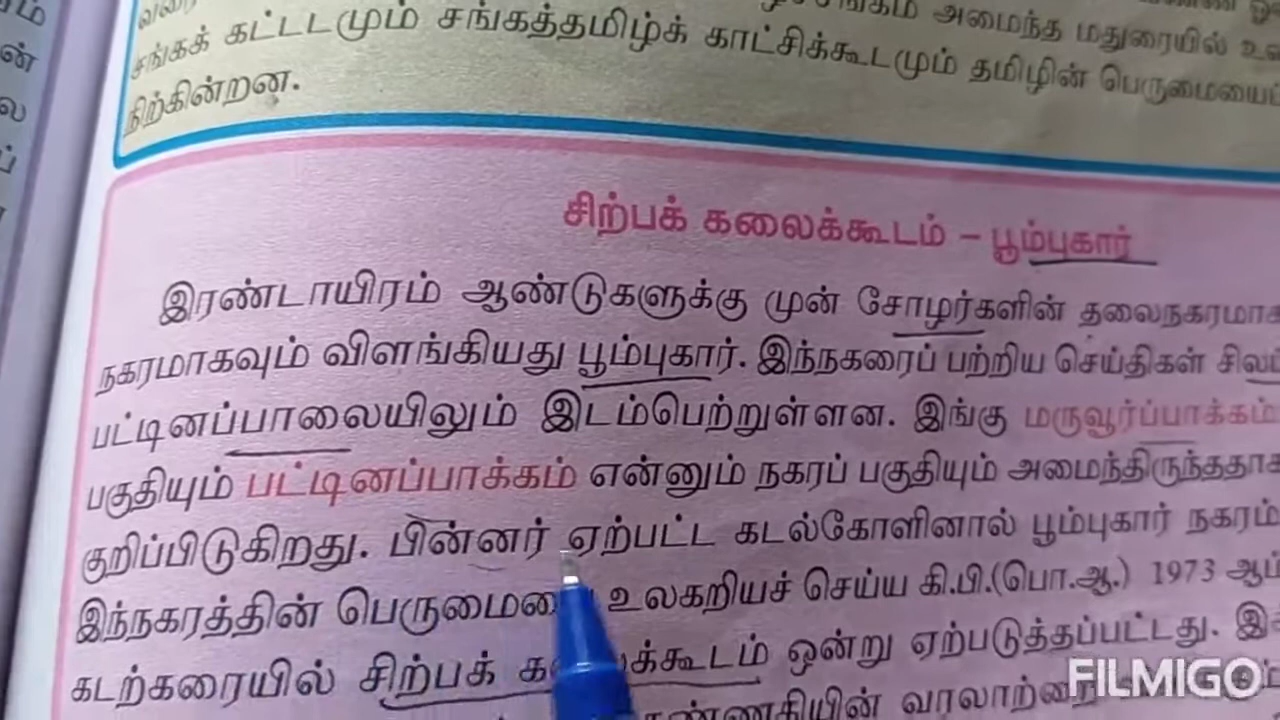 அமைந்த மதுரையில்
சங்கக் கட்டடமும் சங்கத்தமிழ்க் காட்சிக்கூடமும் தமிழின் பெருமையை
நிற்கின்றன.
சிற்பக் கலைக்கூடம் – பூம்புகார்
இரண்டாயிரம் ஆண்டுகளுக்கு முன் சோழர்களின் தலைநகரமாக
நகரமாகவும் விளங்கியது பூம்புகார். இந்நகரைப் பற்றிய செய்திகள்
பட்டினப்பாலையிலும் இடம்பெற்றுள்ளன. இங்கு மருவூர்ப்பாக்கம்
பகுதியும் பட்டினப்பாக்கம் என்னும் நகரப் பகுதியும் அமைந்திருந்ததாக
குறிப்பிடுகிறது. பின்னர் ஏற்பட்ட கடல்கோளினால் பூம்புகார் நகரம்
இந்நகரத்தின் உலகறியச் செய்ய கி.பி.(பொ.ஆ.) 1973
கடற்கரையில் சிற்பக் ஒன்று ஏற்படுத்தப்பட்டது.
வரலாற்றை
FILMIGO